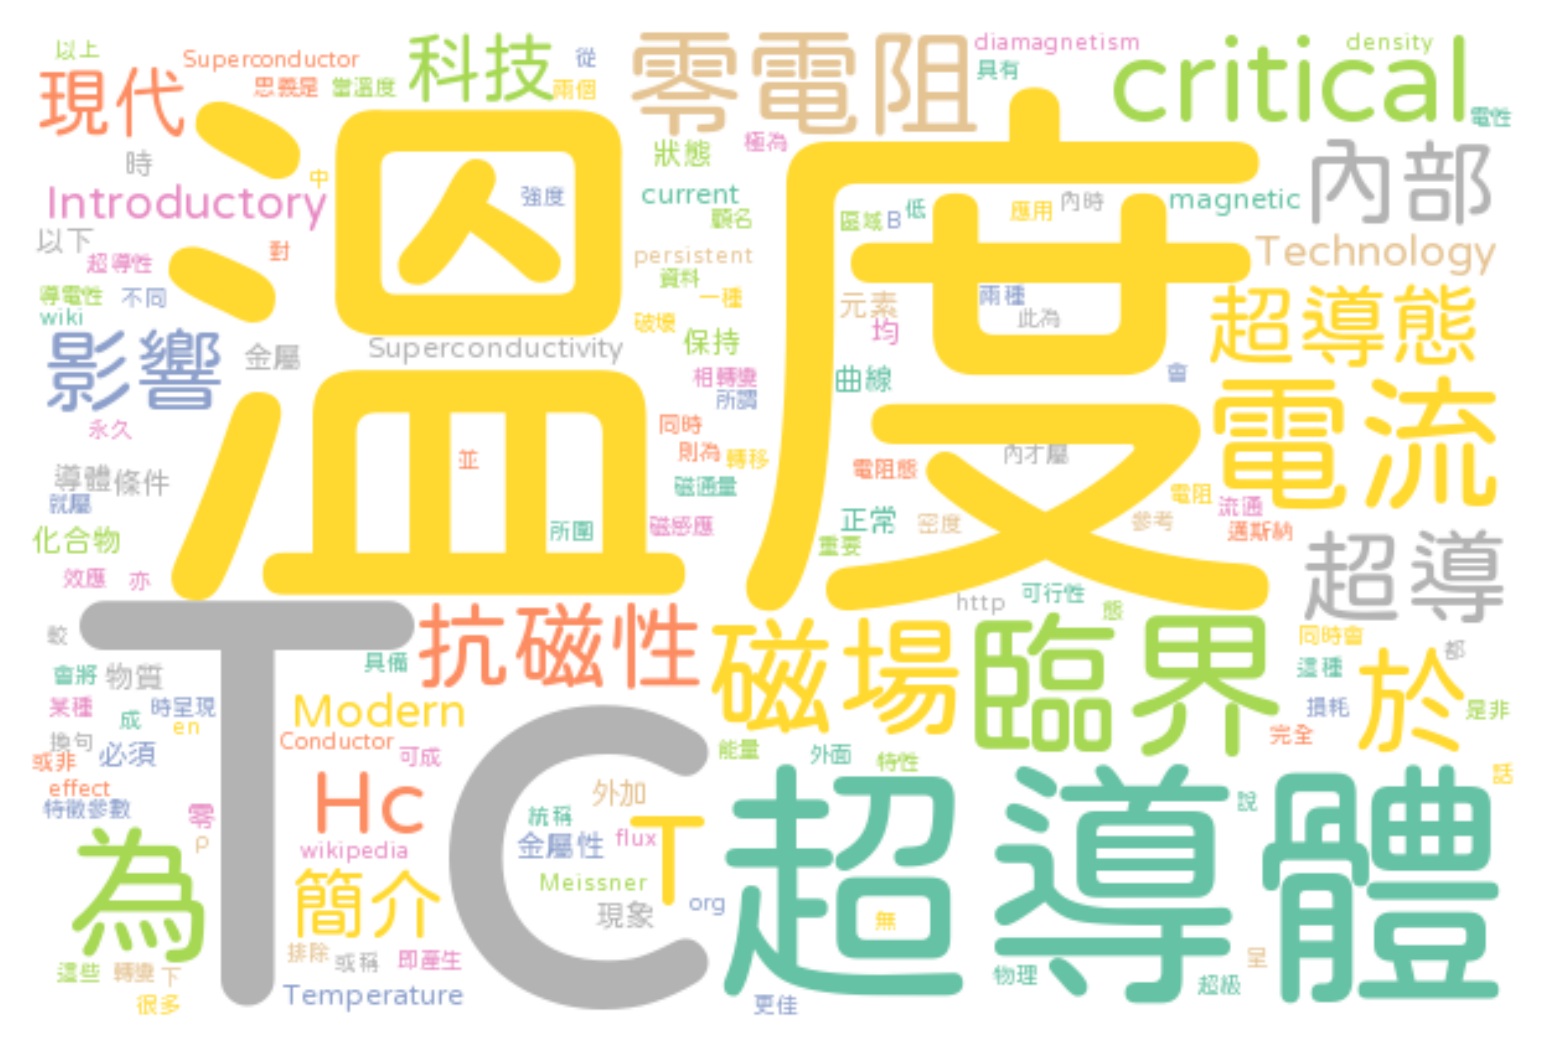 以上
Superconductor
科技
從
零電阻
diamagnetism
density
critical
現代
思義是
當溫度
兩個
具有
電性
時
溫度
極為
狀態
內部
Introductory
中
強度
current
顯名
magnetic
應用
內時
區域
B
低
以下
對
超導性
persistent
Technology
導電性
不同
資料
一種
元素
兩種
超導態
wiki
影響
金屬
Superconductivity
破壞
保持
均
此為
相轉變
曲線
會
所謂
電流
永久
同時
並
則為
轉移
內才屬
電阻態
導體
條件
磁通量
電阻
流通
就屬
化合物
所圍
磁感應
正常
密度
參考
邁斯納
重要
超導
效應
亦
http
可行性
態
較
Tc
抗磁性
磁場
臨界
同時會
都
於
會將
物質
具備
這種
某種
成
時呈現
Modern
損耗
是非
en
換句
必須
Conductor
可成
能量
外面
特性
完全
或非
effect
Hc
外加
超導體
話
特徵參數
零
統稱
T
說
ρ
wikipedia
金屬性
flux
為
簡介
Meissner
現象
org
無
這些
轉變
下
排除
或稱
即產生
物理
超級
呈
很多
Temperature
更佳